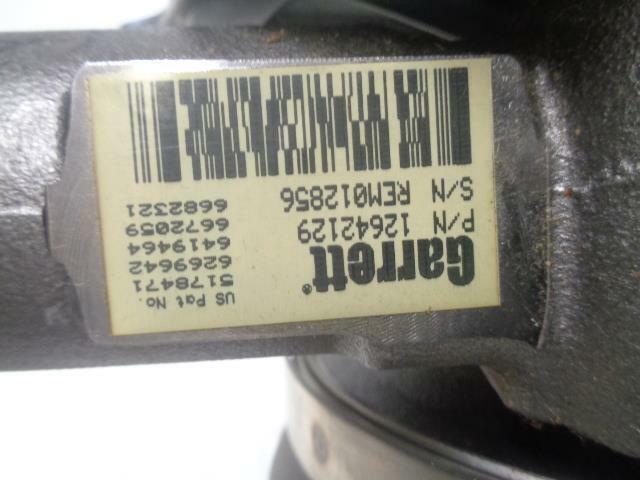 Garrett®
P/N 12642129
S/N REM012856
US Pat No.
5178471
6269642
6419464
6672059
6682321